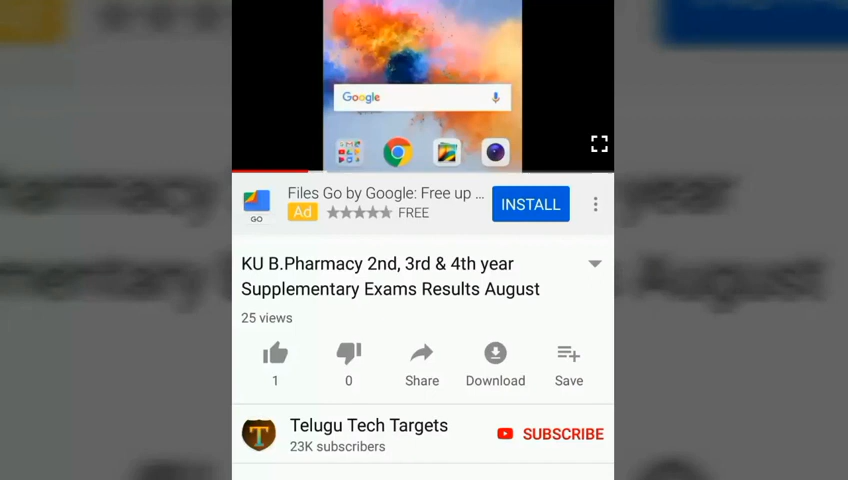 Google
GO
Files Go by Google: Free up ...
Ad
FREE
INSTALL
KU B.Pharmacy 2nd, 3rd & 4th year
Supplementary Exams Results August
25 views
1
0
Share
Download
Save
T
Telugu Tech Targets
23K subscribers
SUBSCRIBE